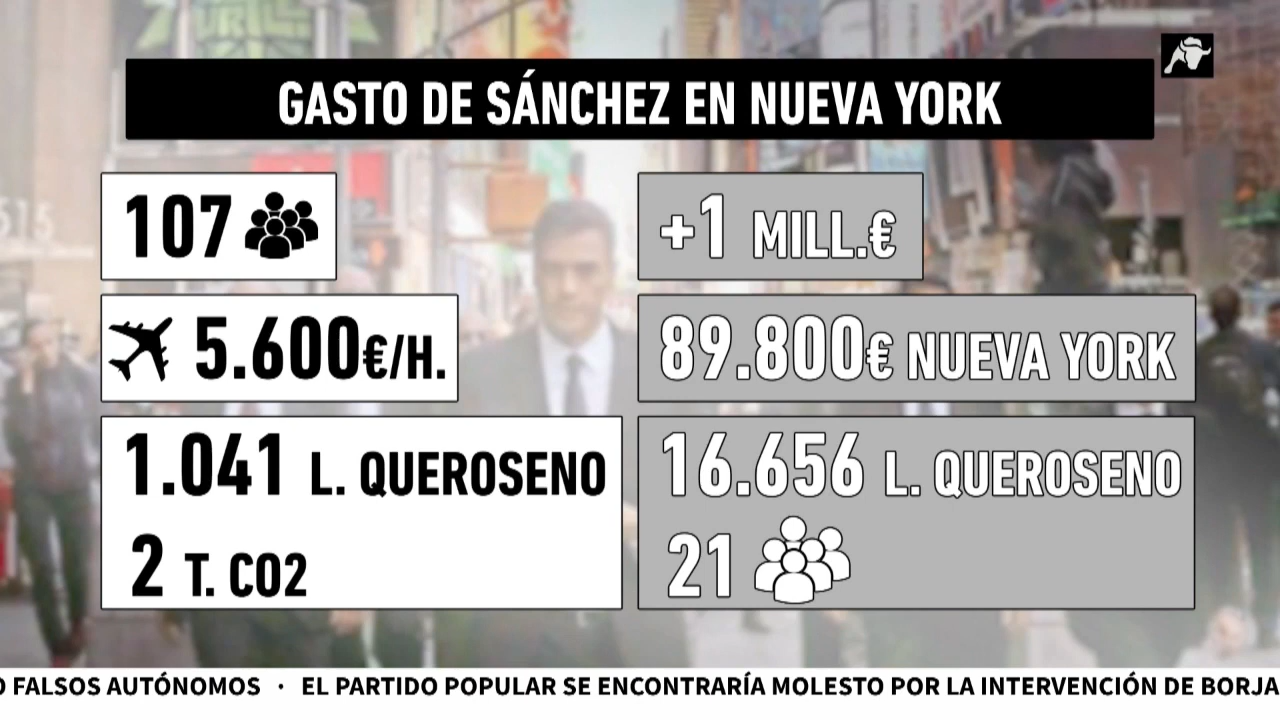 GASTO DE SÁNCHEZ EN NUEVA YORK
107
+1 MILL.€
5.600€/H.
89.800€ NUEVA YORK
1.041 L. QUEROSENO
2 T. CO2
16.656 L. QUEROSENO
21
O FALSOS AUTÓNOMOS · EL PARTIDO POPULAR SE ENCONTRARÍA MOLESTO POR LA INTERVENCIÓN DE BORJA